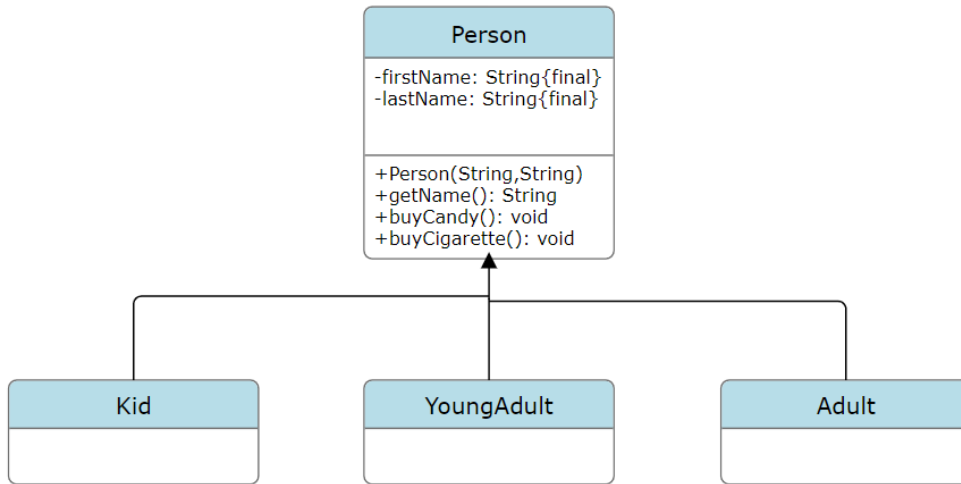 Person
-firstName: String{final}
-lastName: String{final}
+Person(String,String)
+getName(): String
+buyCandy(): void
+buyCigarette(): void
Kid
YoungAdult
Adult